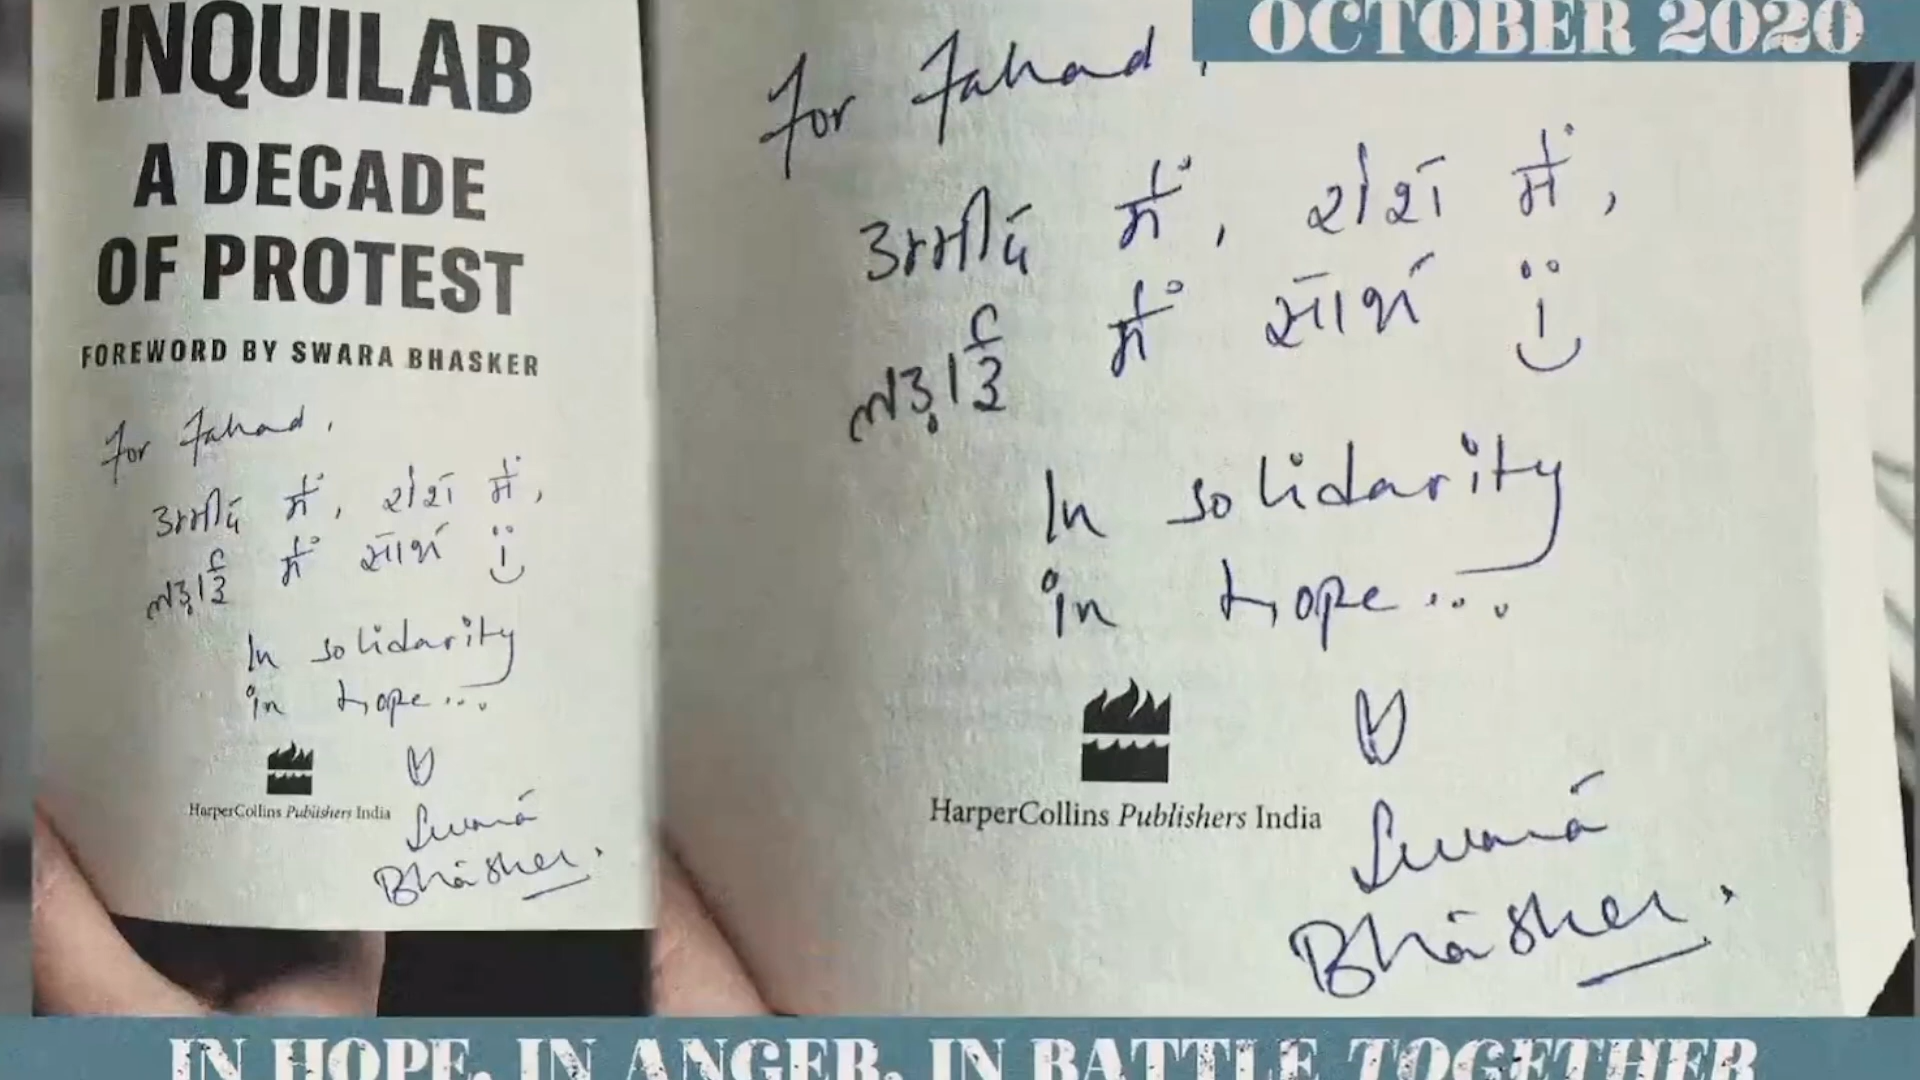 OCTOBER 2020
INQUILAB
A DECADE
OF PROTEST
FOREWORD BY SWARA BHASKER
For Fahad,
उम्मीद में, रोश में,
लड़ाई में साथ
In solidarity
in hope...
HarperCollins Publishers India
Swara
Bhasker.
For Fahad,
उम्मीद में, रोश में,
लड़ाई में साथ
In solidarity
in hope...
HarperCollins Publishers India
Swara
Bhasker.
IN HOPE, IN ANGER, IN BATTLE TOGETHER